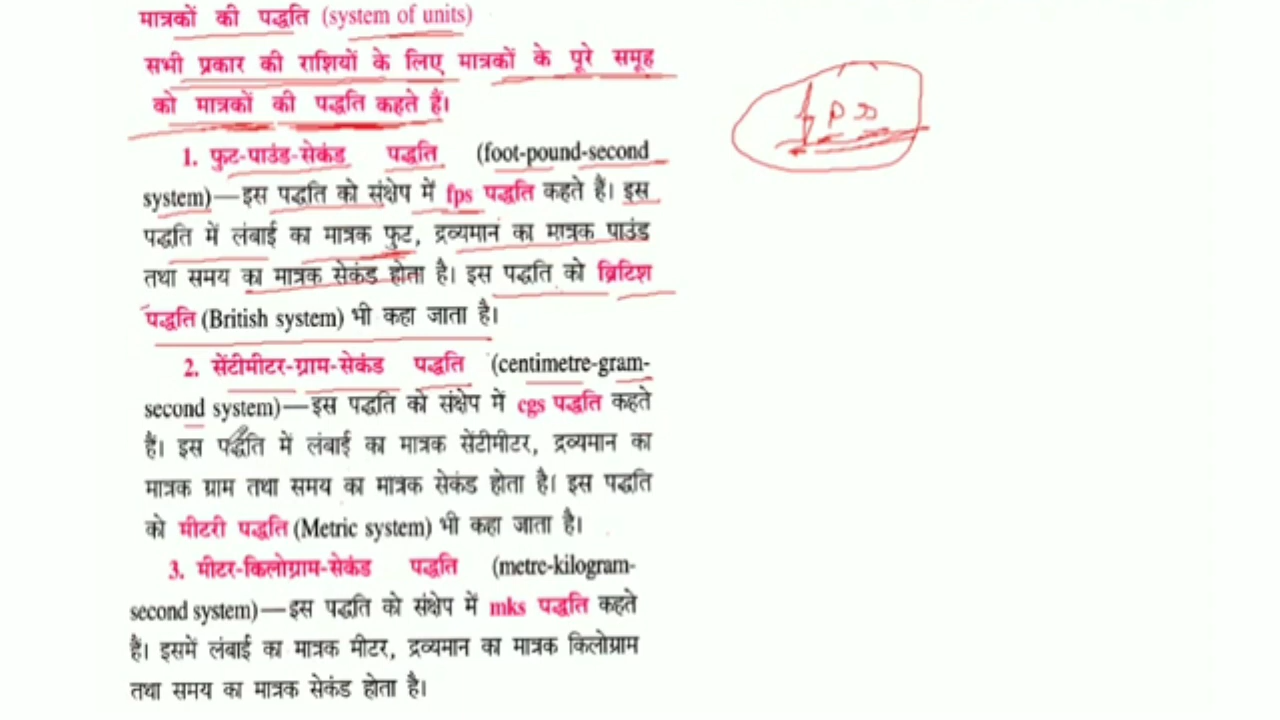 मात्रकों की पद्धति (system of units)
सभी प्रकार की राशियों के लिए मात्रकों के पूरे समूह
को मात्रकों की पद्धति कहते हैं।
fps
1. फुट-पाउंड-सेकंड पद्धति (foot-pound-second
system)—इस पद्धति को संक्षेप में fps पद्धति कहते हैं। इस
पद्धति में लंबाई का मात्रक फुट, द्रव्यमान का मात्रक पाउंड
तथा समय का मात्रक सेकंड होता है। इस पद्धति को ब्रिटिश
पद्धति (British system) भी कहा जाता है।
2. सेंटीमीटर-ग्राम-सेकंड पद्धति (centimetre-gram-
second system)—इस पद्धति को संक्षेप में cgs पद्धति कहते
हैं। इस पद्धति में लंबाई का मात्रक सेंटीमीटर, द्रव्यमान का
मात्रक ग्राम तथा समय का मात्रक सेकंड होता है। इस पद्धति
को मीटरी पद्धति (Metric system) भी कहा जाता है।
3. मीटर-किलोग्राम-सेकंड पद्धति (metre-kilogram-
second system)—इस पद्धति को संक्षेप में mks पद्धति कहते
हैं। इसमें लंबाई का मात्रक मीटर, द्रव्यमान का मात्रक किलोग्राम
तथा समय का मात्रक सेकंड होता है।